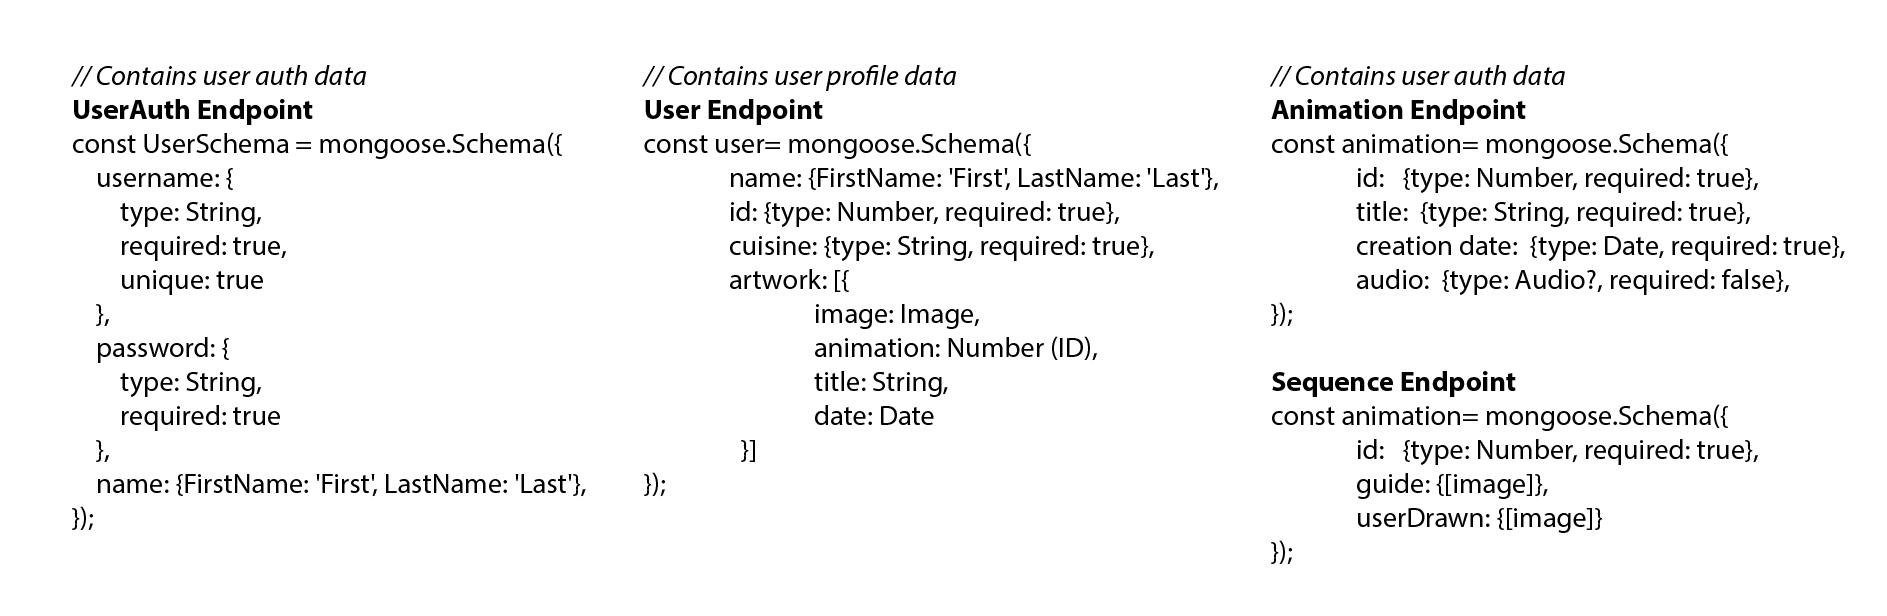 // Contains user auth data
UserAuth Endpoint
const UserSchema = mongoose.Schema({
username: {
type: String,
required: true,
unique: true
},
password: {
type: String,
required: true
},
name: {FirstName: 'First', LastName: 'Last'},
});
// Contains user profile data
User Endpoint
const user= mongoose.Schema({
name: {FirstName: 'First', LastName: 'Last'},
id: {type: Number, required: true},
cuisine: {type: String, required: true},
artwork: [{
image: Image,
animation: Number (ID),
title: String,
date: Date
}]
});
// Contains user auth data
Animation Endpoint
const animation= mongoose.Schema({
id: {type: Number, required: true},
title: {type: String, required: true},
creation date: {type: Date, required: true},
audio: {type: Audio?, required: false},
});
Sequence Endpoint
const animation= mongoose.Schema({
id: {type: Number, required: true},
guide: {[image]},
userDrawn: {[image]}
});